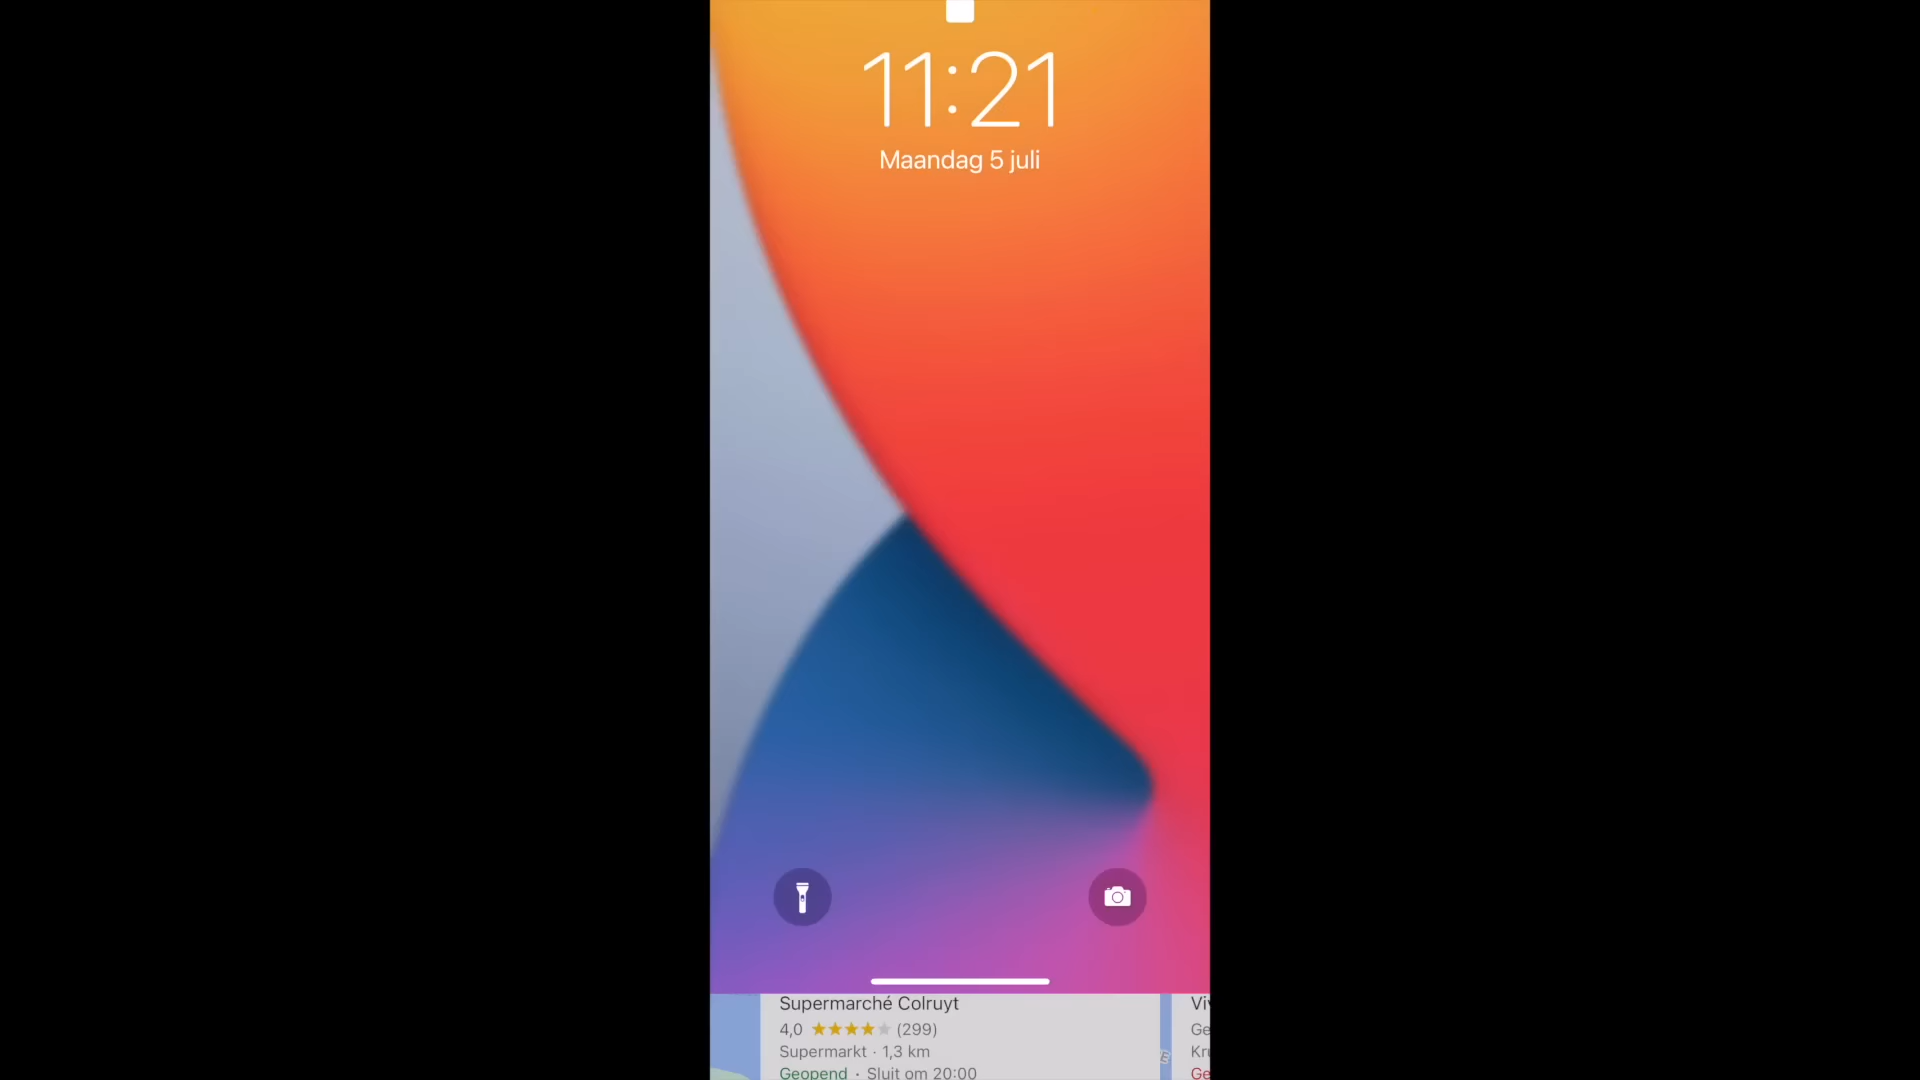 11:21
Maandag 5 juli
Supermarché Colruyt
4,0 (299)
Supermarkt · 1,3 km
Geopend · Sluit om 20:00